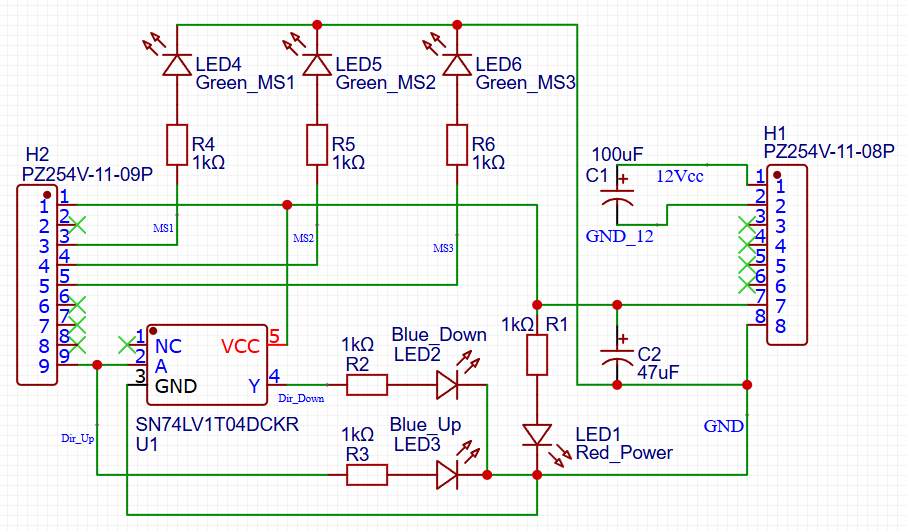 LED4
Green_MS1
LED5
Green_MS2
LED6
Green_MS3
R4
1kΩ
R5
1kΩ
R6
1kΩ
H2
PZ254V-11-09P
1
2
3
4
5
6
7
8
9
1
2
3
4
5
6
7
8
9
MS1
MS2
MS3
100uF
C1
12Vcc
GND_12
H1
PZ254V-11-08P
1
2
3
4
5
6
7
8
1
2
3
4
5
6
7
8
1
2
3
NC
A
GND
VCC
Y
5
4
SN74LV1T04DCKR
U1
Dir_Up
Dir_Down
1kΩ
R2
Blue_Down
LED2
1kΩ
R3
Blue_Up
LED3
1kΩ R1
LED1
Red_Power
C2
47uF
GND